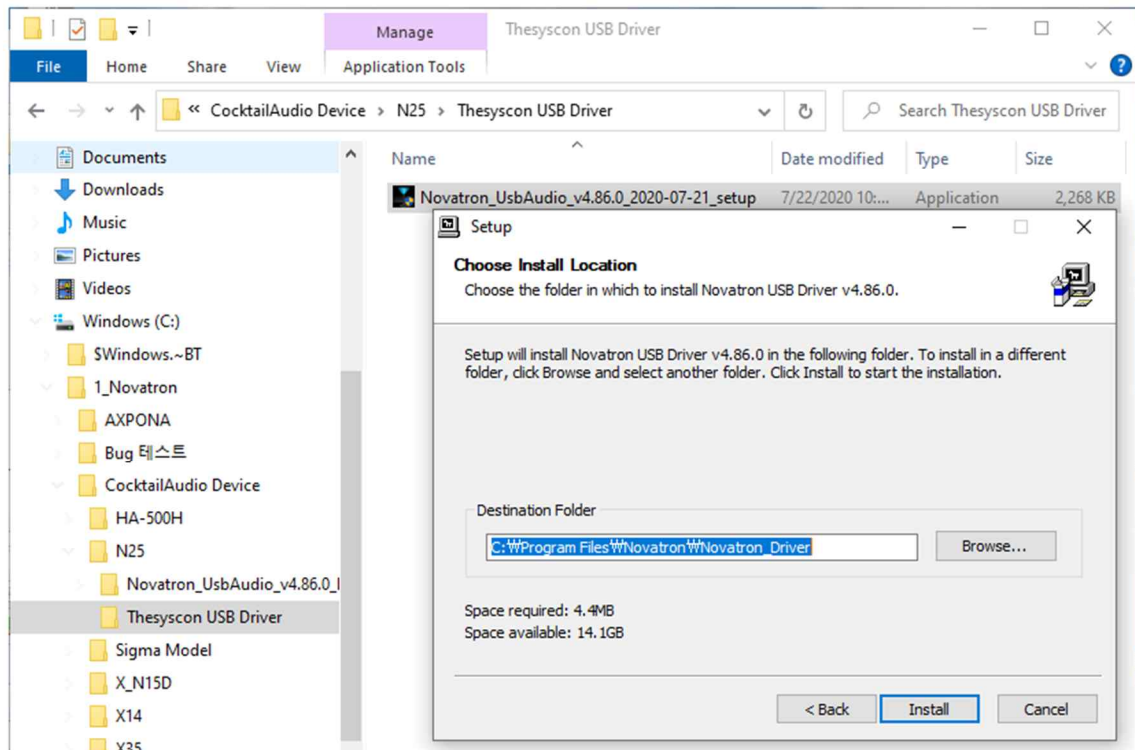 Manage
Thesyscon USB Driver
File
Home
Share
View
Application Tools
« CocktailAudio Device > N25 > Thesyscon USB Driver
Search Thesyscon USB Driver
Documents
Downloads
Music
Pictures
Videos
Windows (C:)
$Windows.~BT
1_Novatron
AXPONA
Bug 테스트
CocktailAudio Device
HA-500H
N25
Novatron_UsbAudio_v4.86.0_
Thesyscon USB Driver
Sigma Model
X_N15D
X14
X35
Name
Date modified
Type
Size
Novatron_UsbAudio_v4.86.0_2020-07-21_setup
7/22/2020 10:...
Application
2,268 KB
Setup
Choose Install Location
Choose the folder in which to install Novatron USB Driver v4.86.0.
Setup will install Novatron USB Driver v4.86.0 in the following folder. To install in a different
folder, click Browse and select another folder. Click Install to start the installation.
Destination Folder
C:₩Program Files₩Novatron₩Novatron_Driver
Browse...
Space required: 4.4MB
Space available: 14.1GB
< Back
Install
Cancel